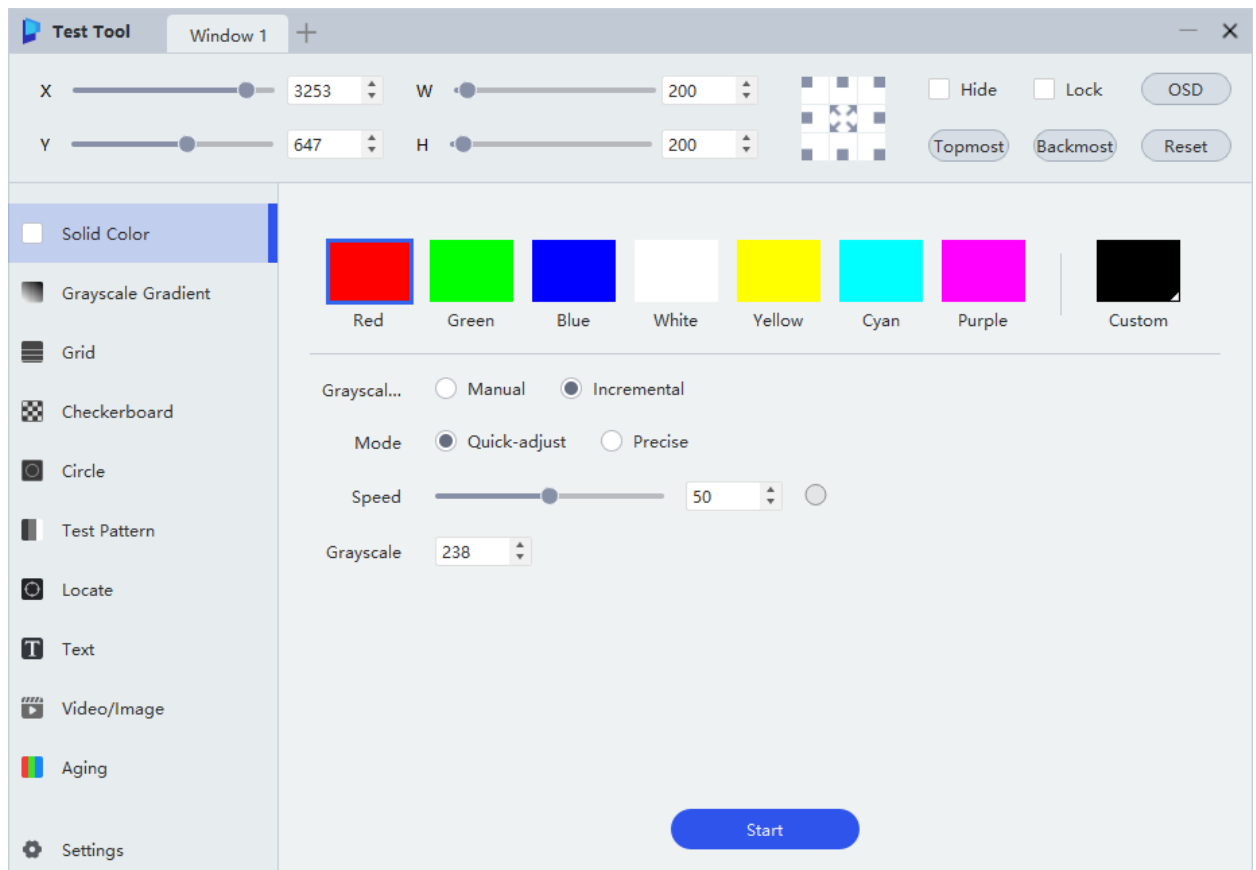 Test Tool Window 1
X 3253 W 200 Hide Lock OSD
Y 647 H 200 Topmost Backmost Reset
Solid Color
Grayscale Gradient
Grid
Checkerboard
Circle
Test Pattern
Locate
Text
Video/Image
Aging
Settings
Red Green Blue White Yellow Cyan Purple Custom
Grayscal... Manual Incremental
Mode Quick-adjust Precise
Speed 50
Grayscale 238
Start